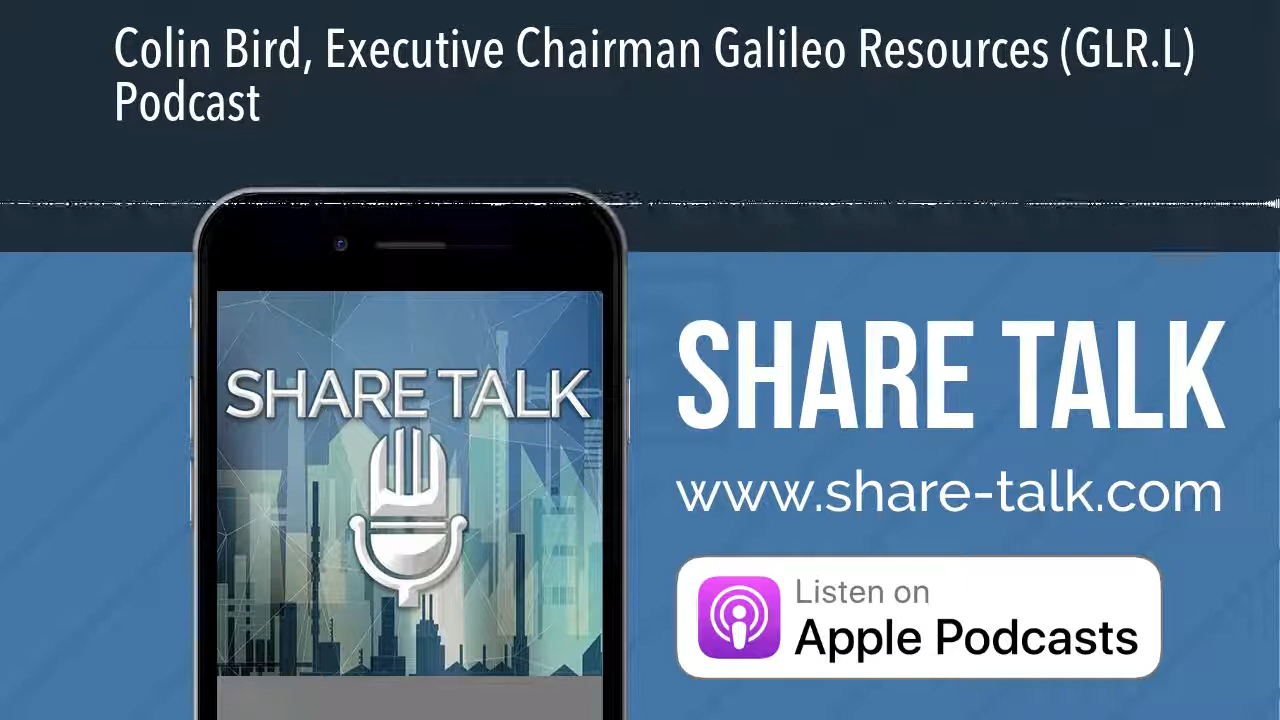 Colin Bird, Executive Chairman Galileo Resources (GLR.L)
Podcast
SHARE TALK
SHARE TALK
www.share-talk.com
Listen on
Apple Podcasts